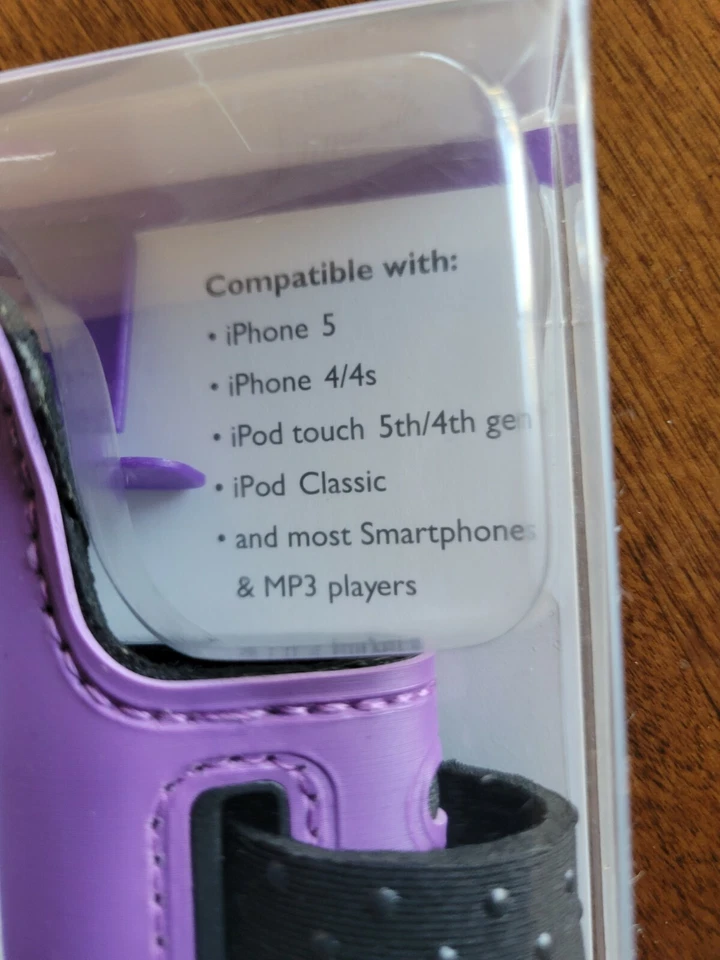 Compatible with:
• iPhone 5
• iPhone 4/4s
• iPod touch 5th/4th gen
• iPod Classic
• and most Smartphones
& MP3 players